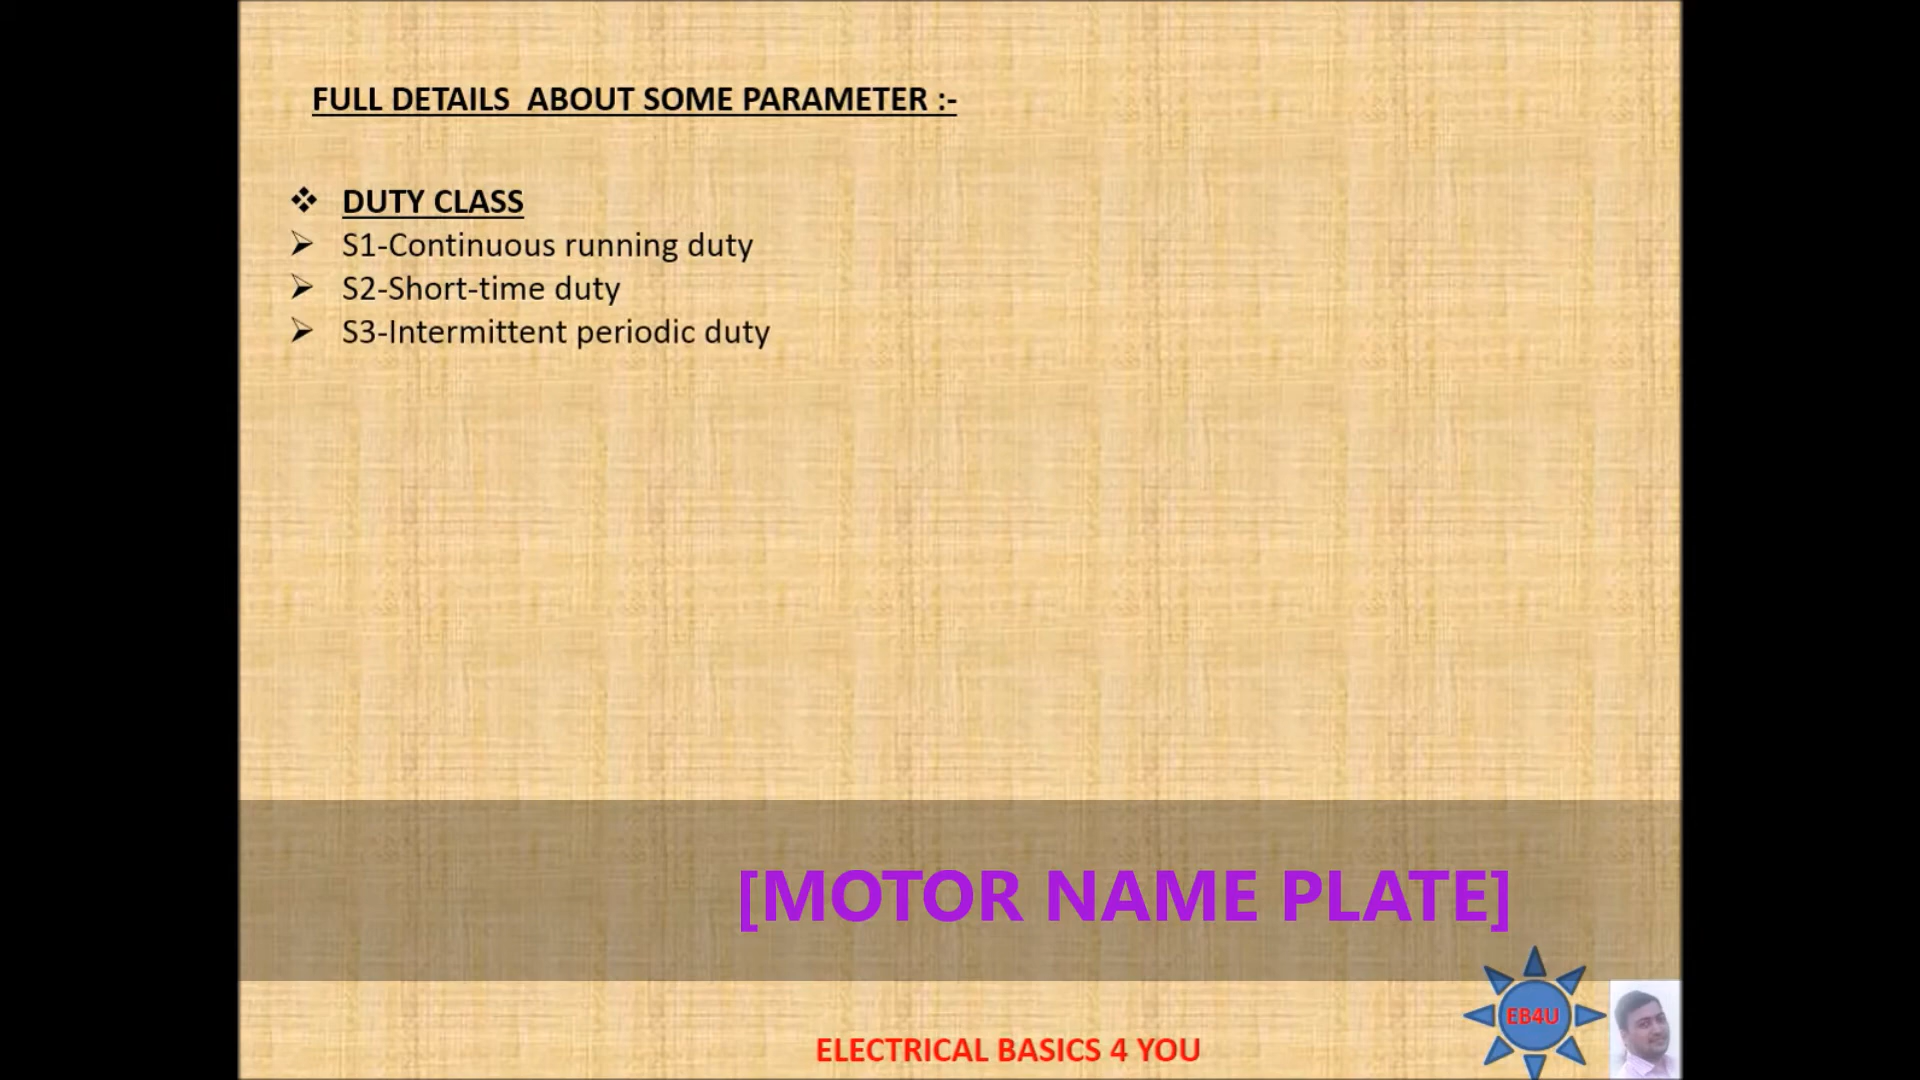 FULL DETAILS  ABOUT SOME PARAMETER :-
❖ DUTY CLASS
➢ S1-Continuous running duty
➢ S2-Short-time duty
➢ S3-Intermittent periodic duty
[MOTOR NAME PLATE]
EB4U
ELECTRICAL BASICS 4 YOU